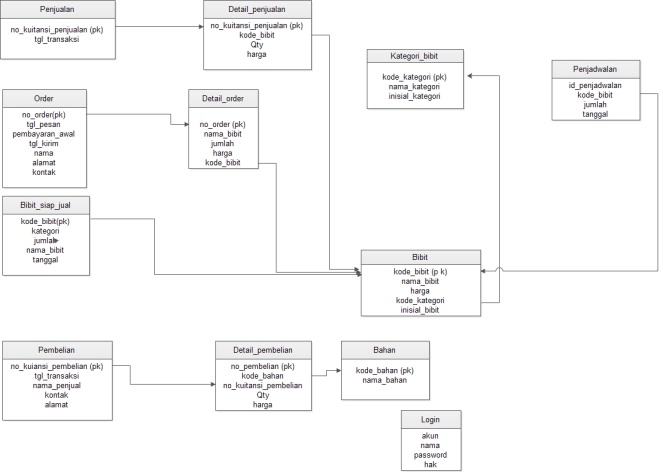 Penjualan
no_kuitansi_penjualan (pk)
tgl_transaksi
Detail_penjualan
no_kuitansi_penjualan (pk)
kode_bibit
Qty
harga
Kategori_bibit
kode_kategori (pk)
nama_kategori
inisial_kategori
Penjadwalan
id_penjadwalan
kode_bibit
jumlah
tanggal
Order
no_order(pk)
tgl_pesan
pembayaran_awal
tgl_kirim
nama
alamat
kontak
Detail_order
no_order (pk)
nama_bibit
jumlah
harga
kode_bibit
Bibit_siap_jual
kode_bibit(pk)
kategori
jumlah
nama_bibit
tanggal
Bibit
kode_bibit (p k)
nama_bibit
harga
kode_kategori
inisial_bibit
Pembelian
no_kuiansi_pembelian (pk)
tgl_transaksi
nama_penjual
kontak
alamat
Detail_pembelian
no_pembelian (pk)
kode_bahan
no_kuitansi_pembelian
Qty
harga
Bahan
kode_bahan (pk)
nama_bahan
Login
akun
nama
password
hak